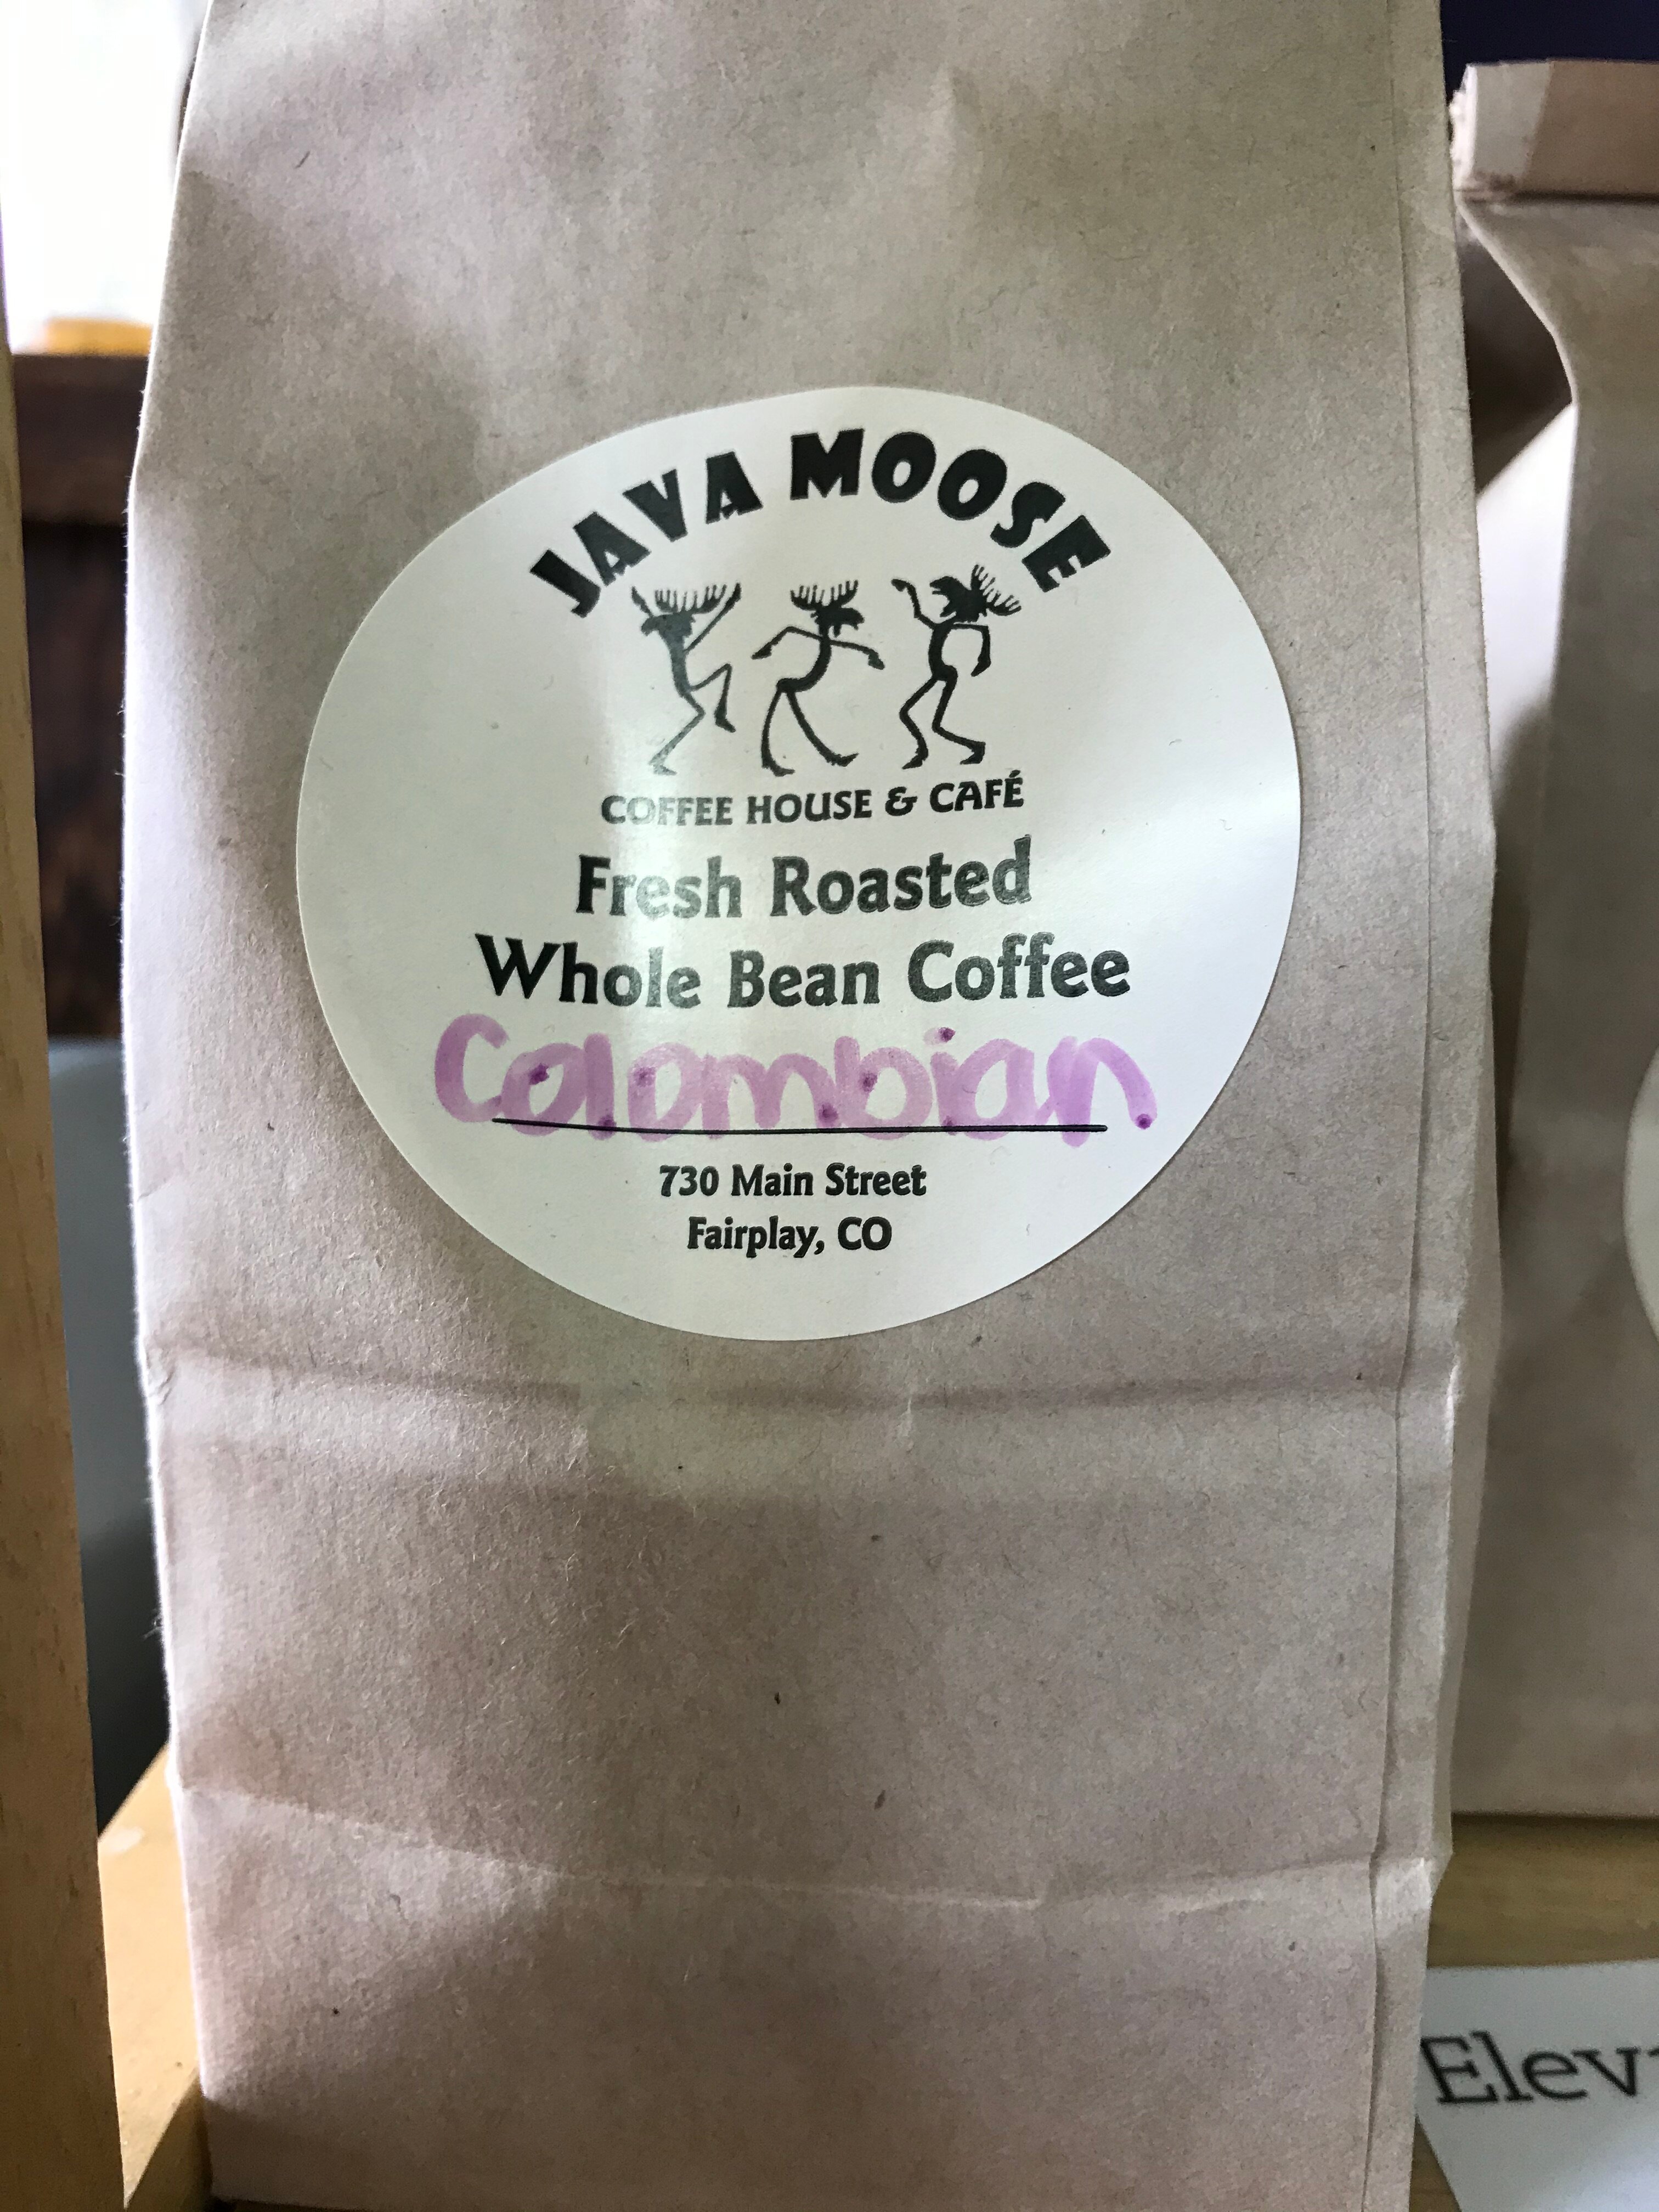 JAVA MOOSE
COFFEE HOUSE & CAFÉ
Fresh Roasted
Whole Bean Coffee
Colombian
730 Main Street
Fairplay, CO